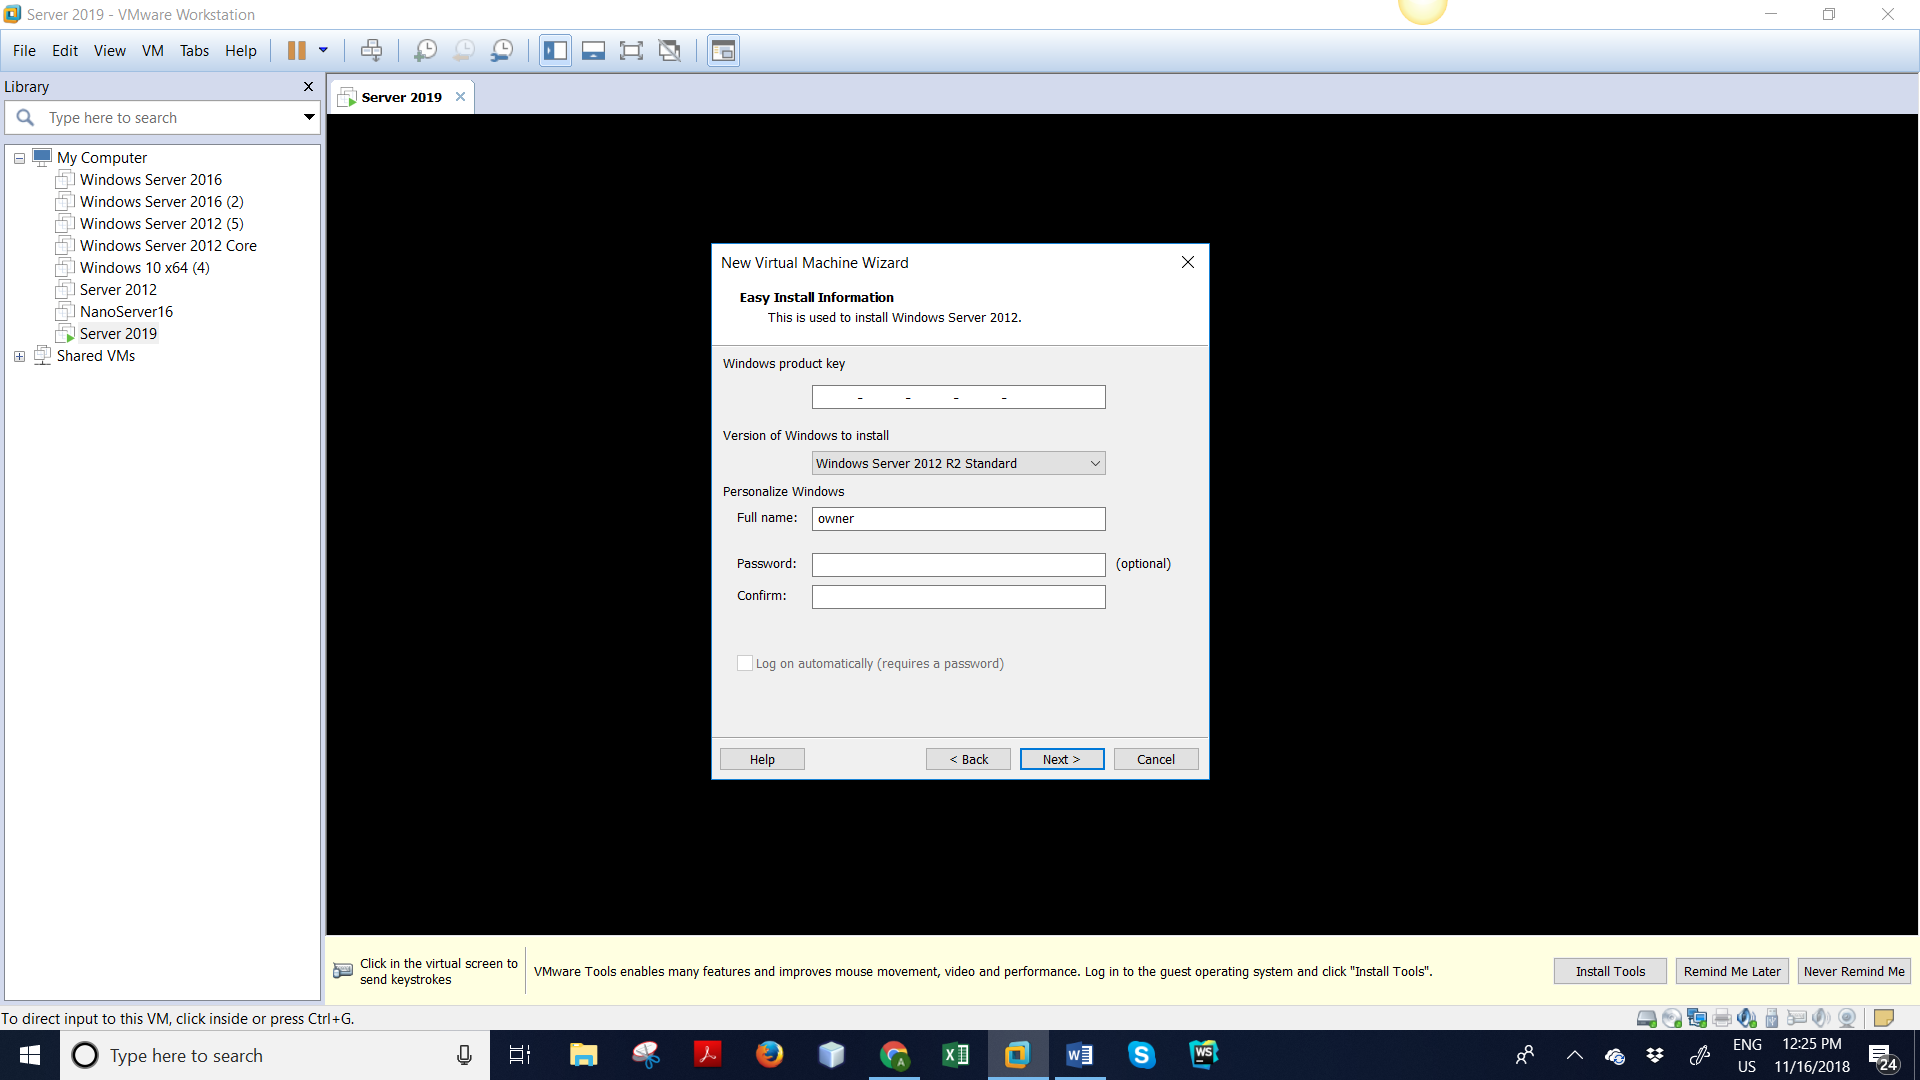 Server 2019 - VMware Workstation
File Edit View VM Tabs Help
Library
Server 2019
Type here to search
My Computer
Windows Server 2016
Windows Server 2016 (2)
Windows Server 2012 (5)
Windows Server 2012 Core
Windows 10 x64 (4)
Server 2012
NanoServer16
Server 2019
Shared VMs
New Virtual Machine Wizard
Easy Install Information
This is used to install Windows Server 2012.
Windows product key
- - - -
Version of Windows to install
Windows Server 2012 R2 Standard
Personalize Windows
Full name: owner
Password: (optional)
Confirm:
Log on automatically (requires a password)
Help < Back Next > Cancel
Click in the virtual screen to
send keystrokes
VMware Tools enables many features and improves mouse movement, video and performance. Log in to the guest operating system and click "Install Tools".
Install Tools Remind Me Later Never Remind Me
To direct input to this VM, click inside or press Ctrl+G.
Type here to search
A
WS
ENG
US
12:25 PM
11/16/2018
24